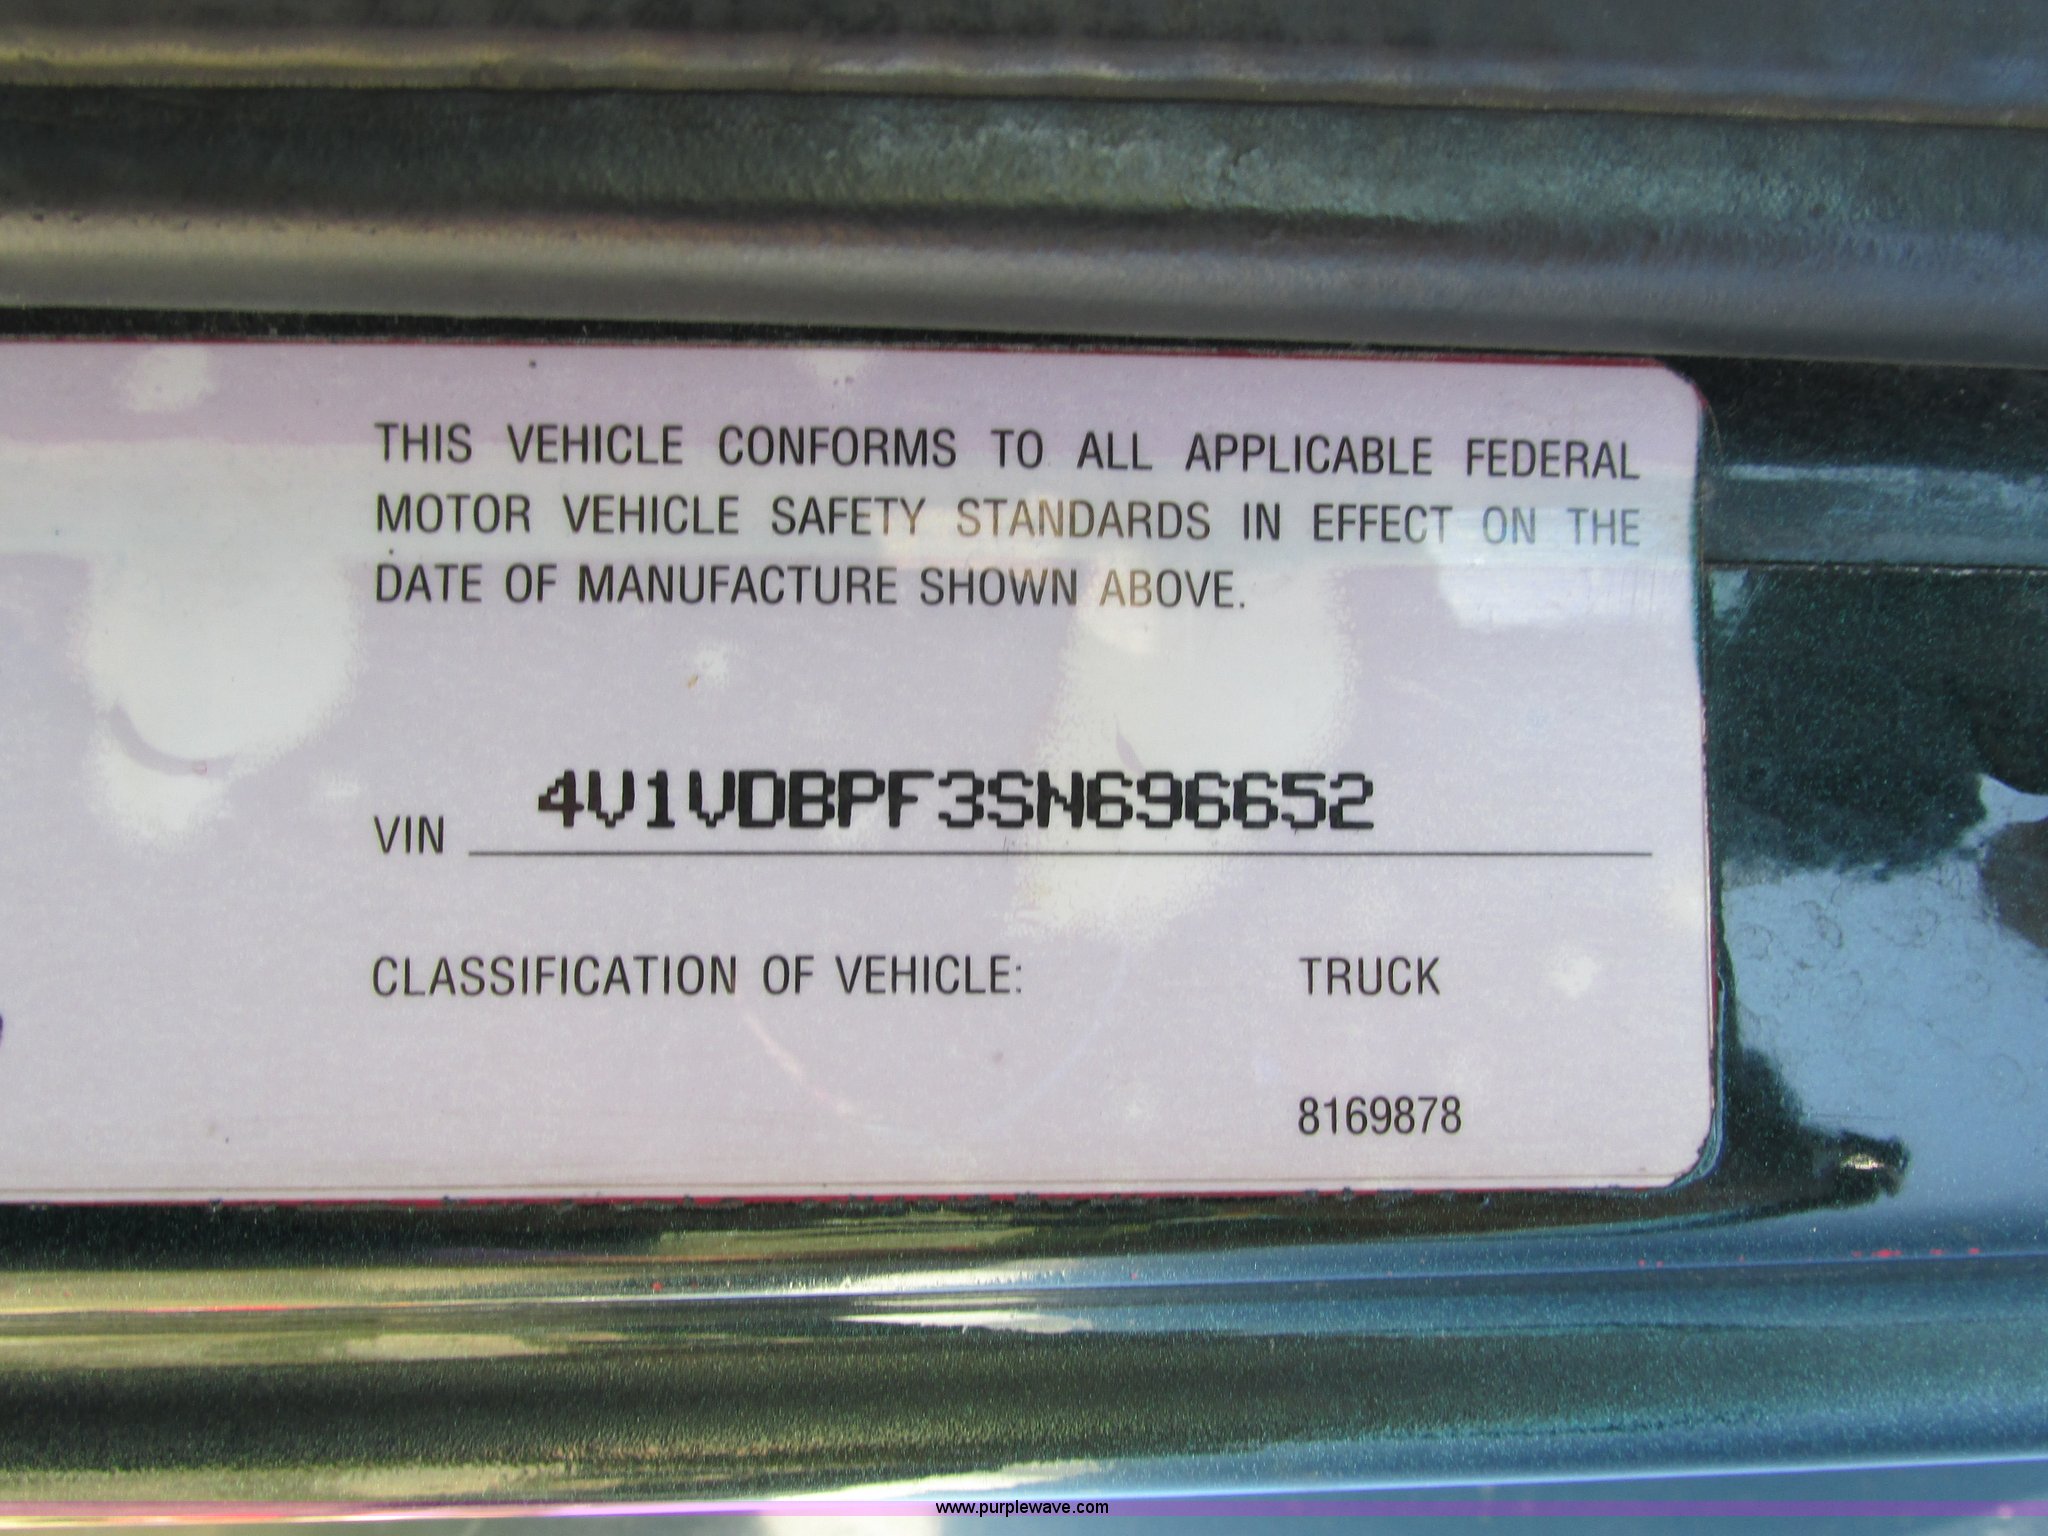 THIS VEHICLE CONFORMS TO ALL APPLICABLE FEDERAL
MOTOR VEHICLE SAFETY STANDARDS IN EFFECT ON THE
DATE OF MANUFACTURE SHOWN ABOVE.
VIN 4V1VDBPF3SN696652
CLASSIFICATION OF VEHICLE: TRUCK
8169878
www.purplewave.com